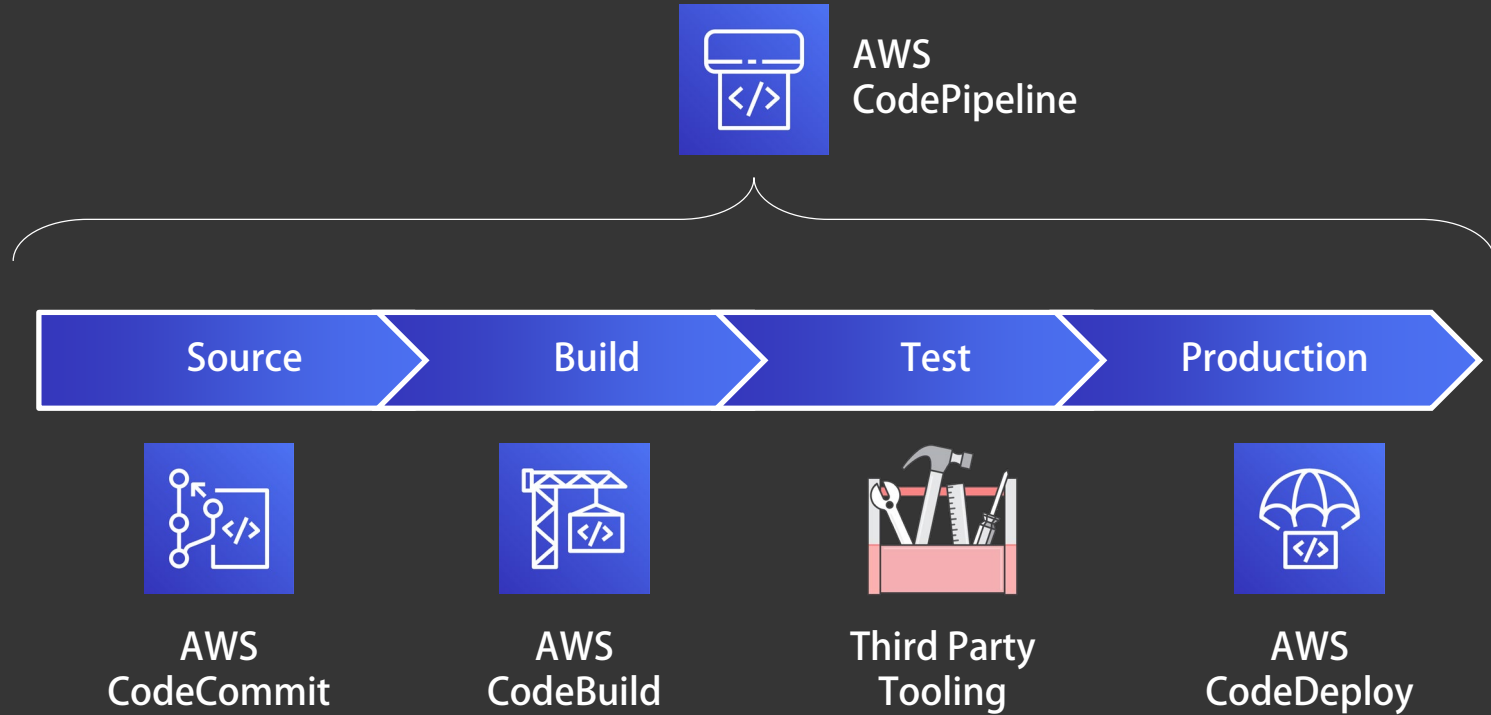 AWS
CodePipeline
Source
Build
Test
Production
</>
</>
</>
</>
AWS
CodeCommit
AWS
CodeBuild
Third Party
Tooling
AWS
CodeDeploy